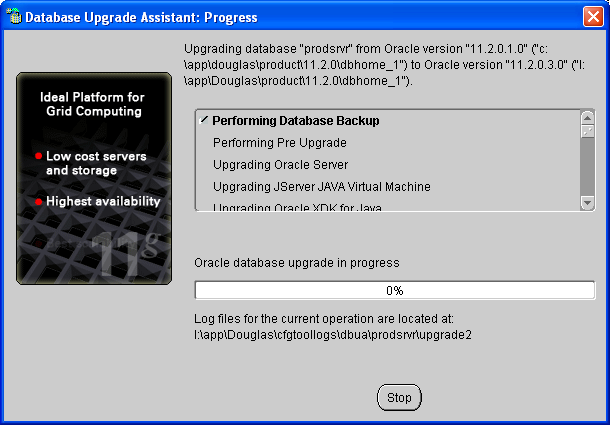 Database Upgrade Assistant: Progress
Upgrading database "prodsrvr" from Oracle version "11.2.0.1.0" ("c:
\app\douglas\product\11.2.0\dbhome_1") to Oracle version "11.2.0.3.0" ("l:
\app\Douglas\product\11.2.0\dbhome_1").
Ideal Platform for
Grid Computing
Low cost servers
and storage
Highest availability
11g
Performing Database Backup
Performing Pre Upgrade
Upgrading Oracle Server
Upgrading JServer JAVA Virtual Machine
Upgrading Oracle XDK for Java
Oracle database upgrade in progress
0%
Log files for the current operation are located at:
l:\app\Douglas\cfgtoollogs\dbua\prodsrvr\upgrade2
Stop